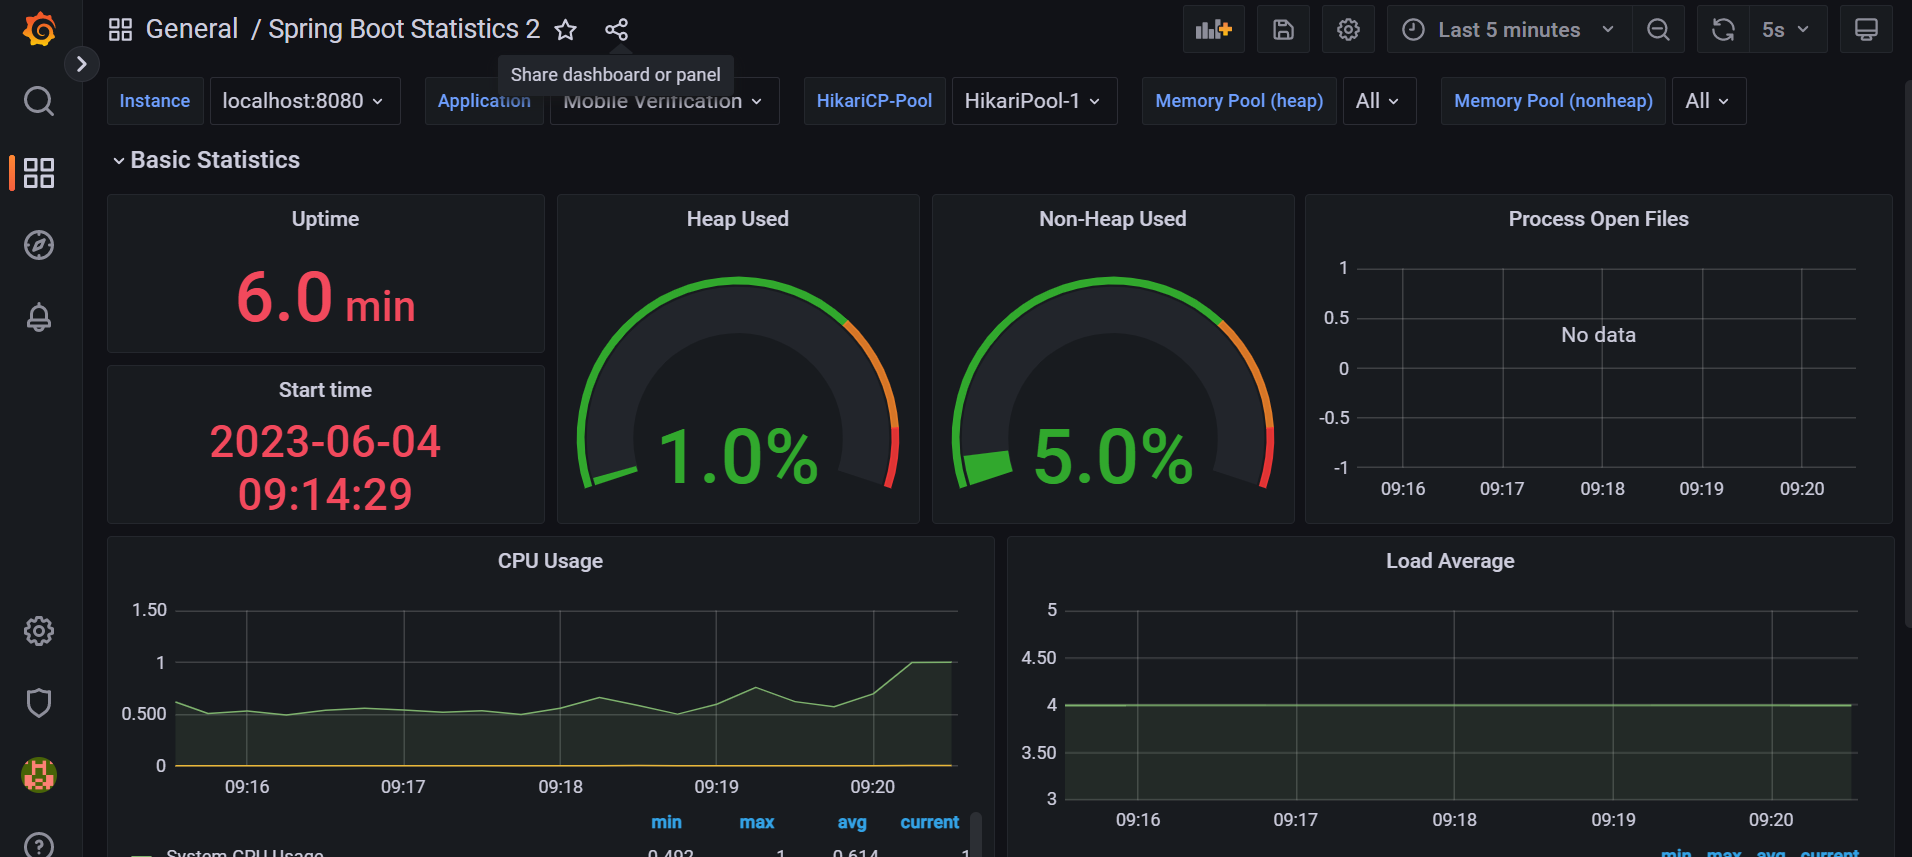 General / Spring Boot Statistics 2
Last 5 minutes
5s
Share dashboard or panel
Instance
localhost:8080
Application
Mobile Verification
HikariCP-Pool
HikariPool-1
Memory Pool (heap)
All
Memory Pool (nonheap)
All
Basic Statistics
Uptime
6.0 min
Start time
2023-06-04
09:14:29
Heap Used
1.0%
Non-Heap Used
5.0%
Process Open Files
1
0.5
0
-0.5
-1
No data
09:16 09:17 09:18 09:19 09:20
CPU Usage
1.50
1
0.500
0
09:16 09:17 09:18 09:19 09:20
min max avg current
System CPU Usage 0.492 1 0.614 1
Load Average
5
4.50
4
3.50
3
09:16 09:17 09:18 09:19 09:20
min max avg current